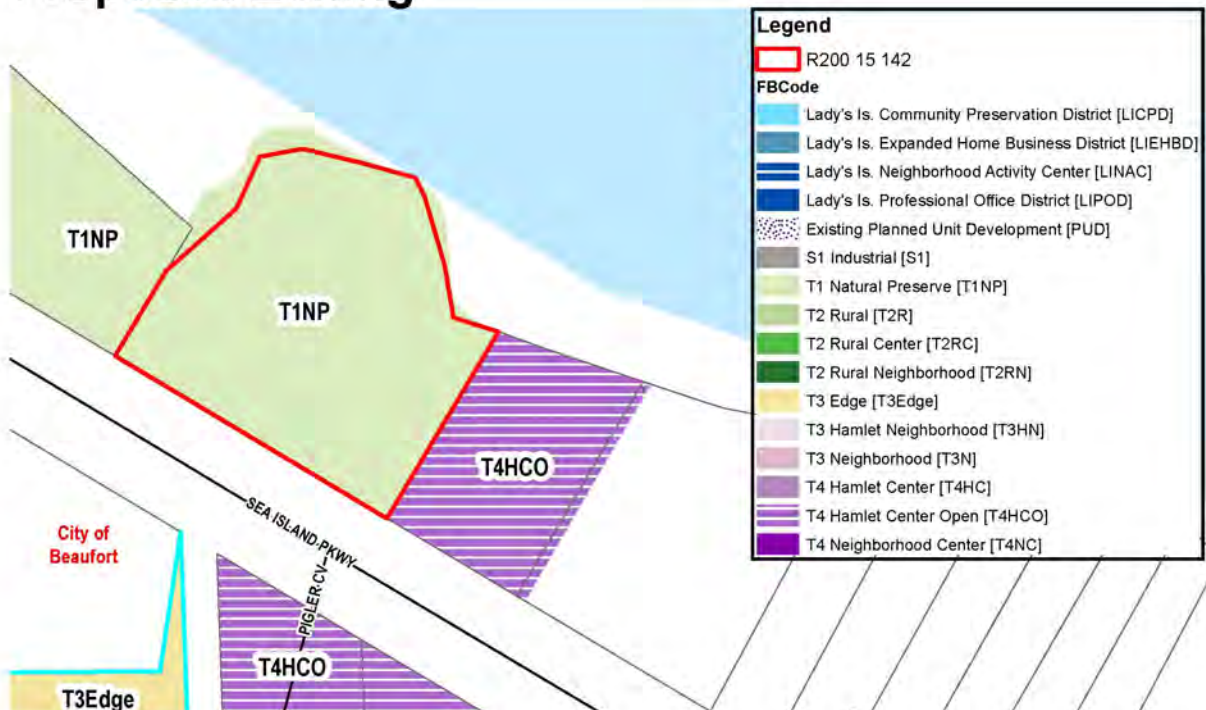 Legend
R200 15 142
FBCode
Lady's Is. Community Preservation District [LICPD]
Lady's Is. Expanded Home Business District [LIEHBD]
Lady's Is. Neighborhood Activity Center [LINAC]
Lady's Is. Professional Office District [LIPOD]
Existing Planned Unit Development [PUD]
S1 Industrial [S1]
T1 Natural Preserve [T1NP]
T2 Rural [T2R]
T2 Rural Center [T2RC]
T2 Rural Neighborhood [T2RN]
T3 Edge [T3Edge]
T3 Hamlet Neighborhood [T3HN]
T3 Neighborhood [T3N]
T4 Hamlet Center [T4HC]
T4 Hamlet Center Open [T4HCO]
T4 Neighborhood Center [T4NC]
T1NP
T1NP
T4HCO
SEA ISLAND PKWY
City of
Beaufort
PIGLER CV
T4HCO
T3Edge